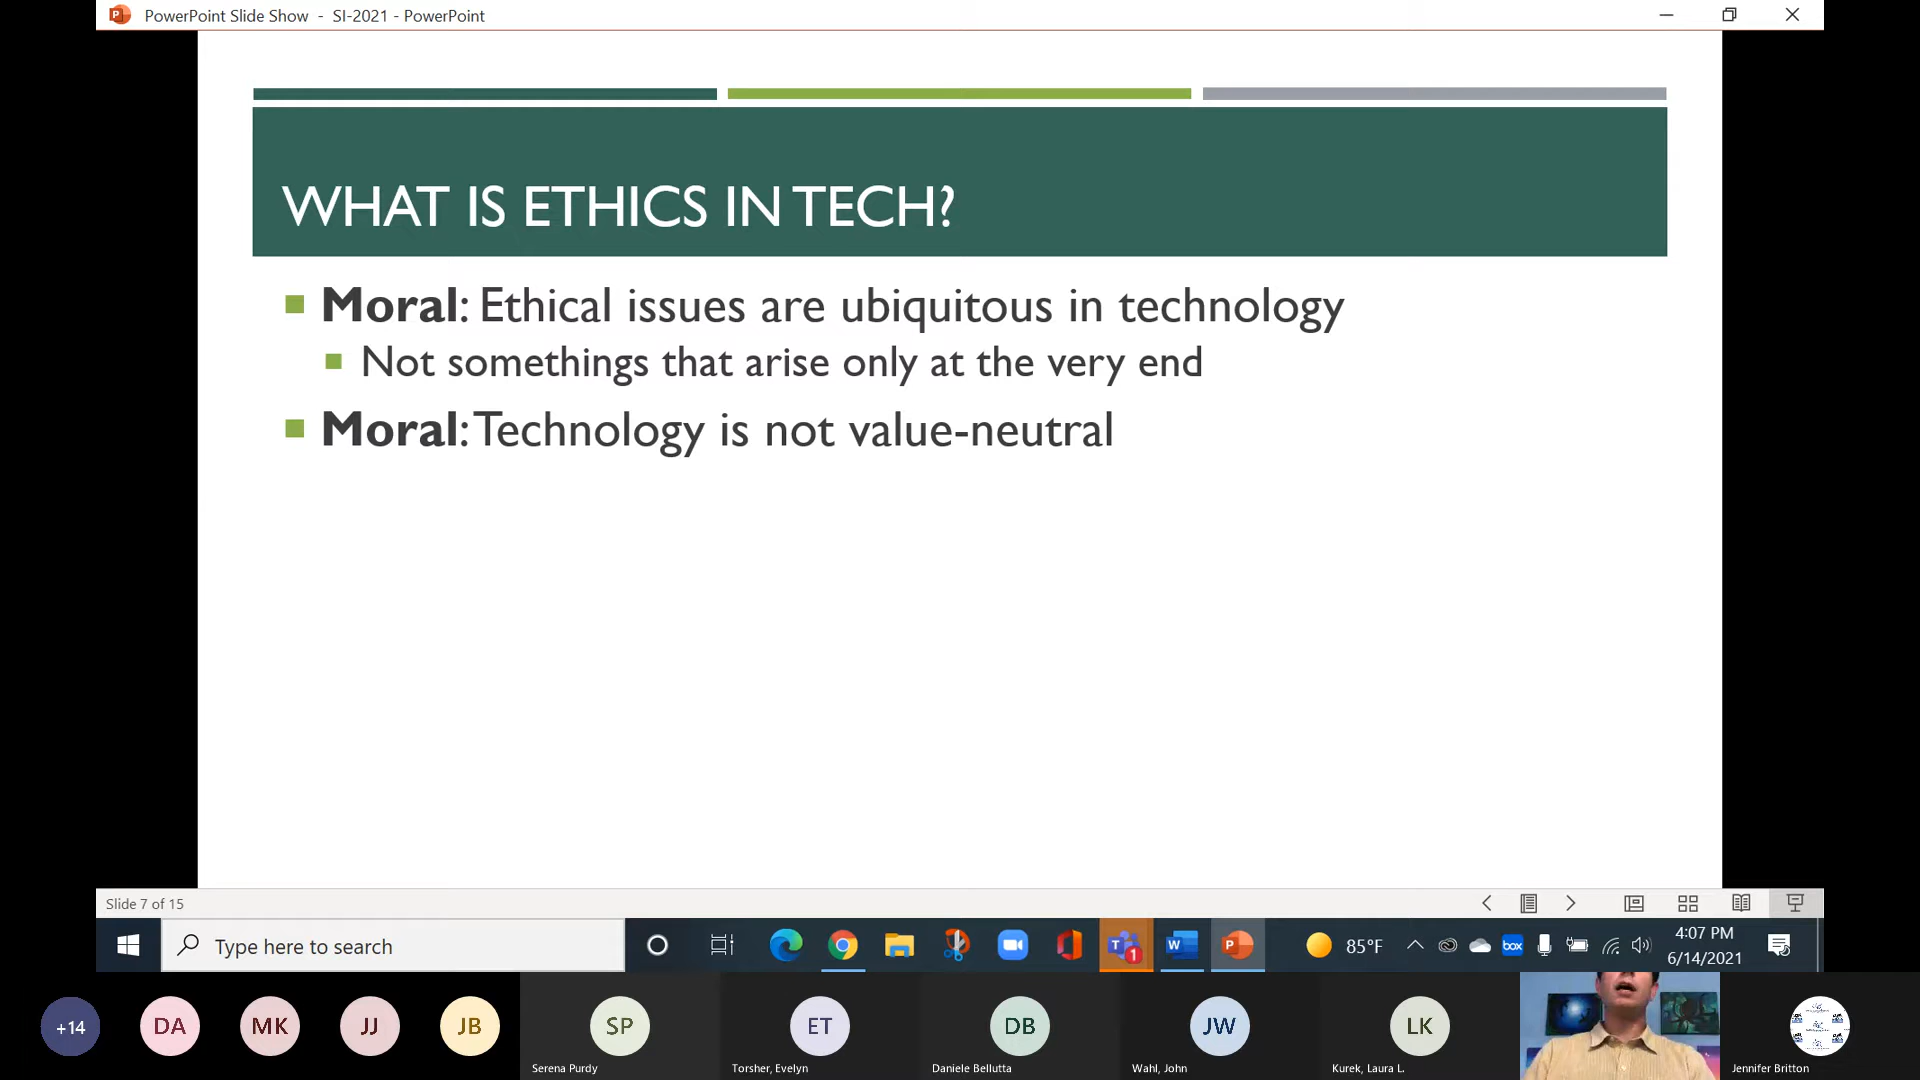 PowerPoint Slide Show - SI-2021 - PowerPoint
WHAT IS ETHICS IN TECH?
Moral: Ethical issues are ubiquitous in technology
Not somethings that arise only at the very end
Moral: Technology is not value-neutral
Slide 7 of 15
Type here to search
box
T
1
W
P
85°F
4:07 PM
6/14/2021
+14
DA
MK
JJ
JB
SP
ET
DB
JW
LK
Serena Purdy
Torsher, Evelyn
Daniele Bellutta
Wahl, John
Kurek, Laura L.
Jennifer Britton